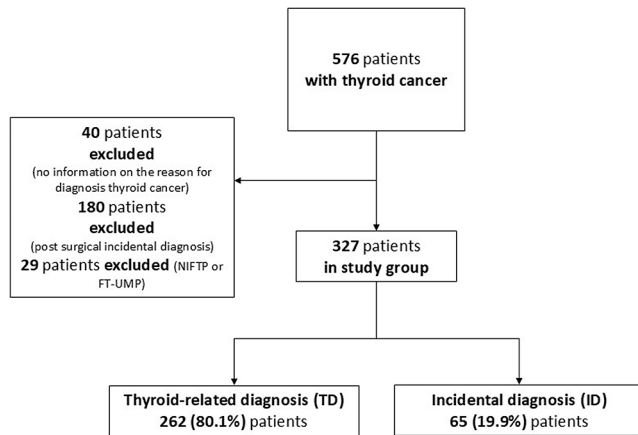 576 patients
with thyroid cancer
40 patients
excluded
(no information on the reason for
diagnosis thyroid cancer)
180 patients
excluded
(post surgical incidental diagnosis)
29 patients excluded (NIFTP or
FT-UMP)
327 patients
in study group
Thyroid-related diagnosis (TD)
262 (80.1%) patients
Incidental diagnosis (ID)
65 (19.9%) patients